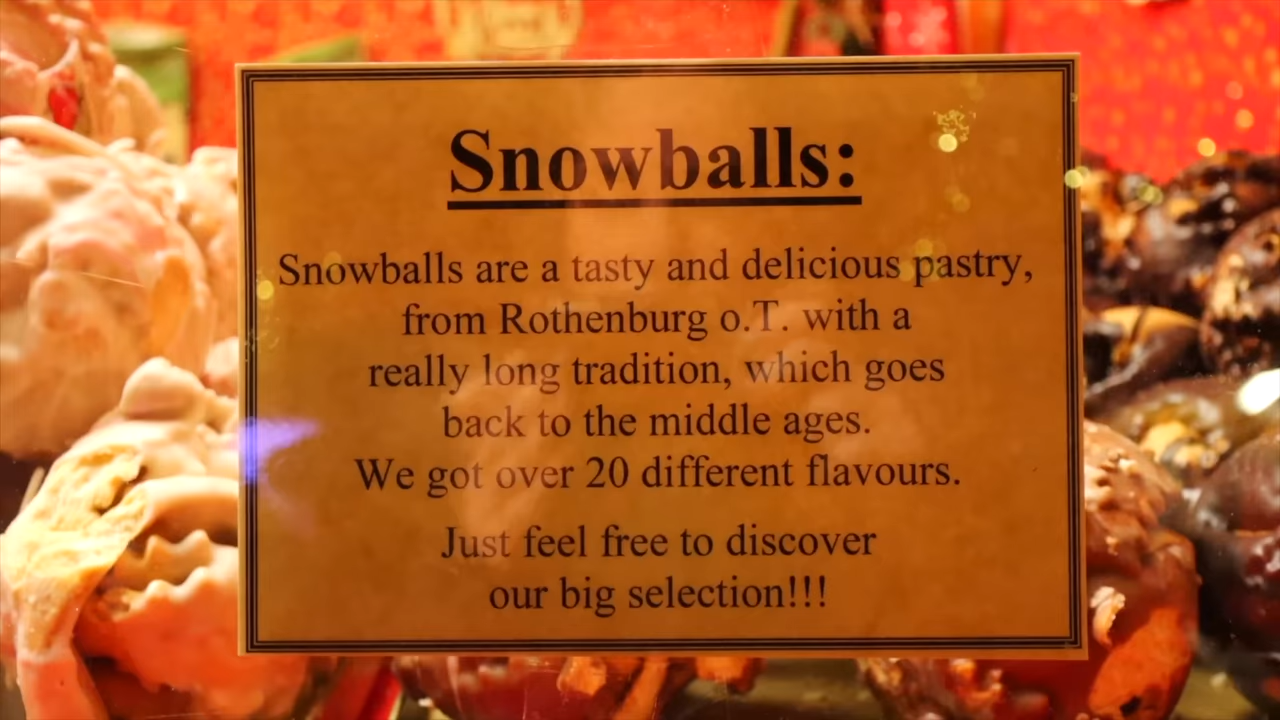 Snowballs:
Snowballs are a tasty and delicious pastry,
from Rothenburg o.T. with a
really long tradition, which goes
back to the middle ages.
We got over 20 different flavours.
Just feel free to discover
our big selection!!!